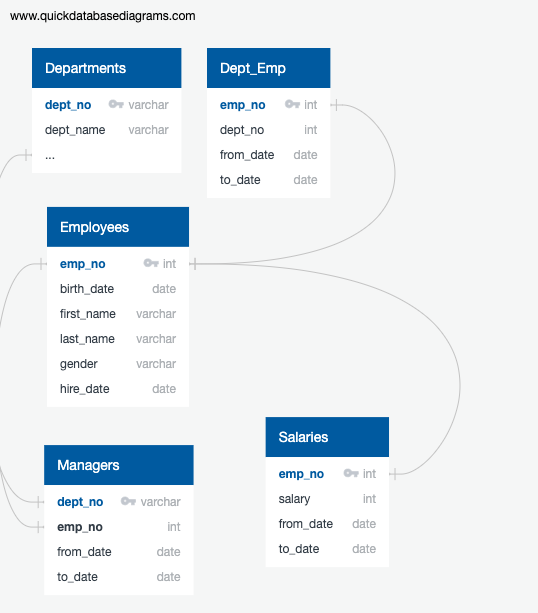 www.quickdatabasediagrams.com
Departments
dept_no varchar
dept_name varchar
...
Dept_Emp
emp_no int
dept_no int
from_date date
to_date date
Employees
emp_no int
birth_date date
first_name varchar
last_name varchar
gender varchar
hire_date date
Managers
dept_no varchar
emp_no int
from_date date
to_date date
Salaries
emp_no int
salary int
from_date date
to_date date